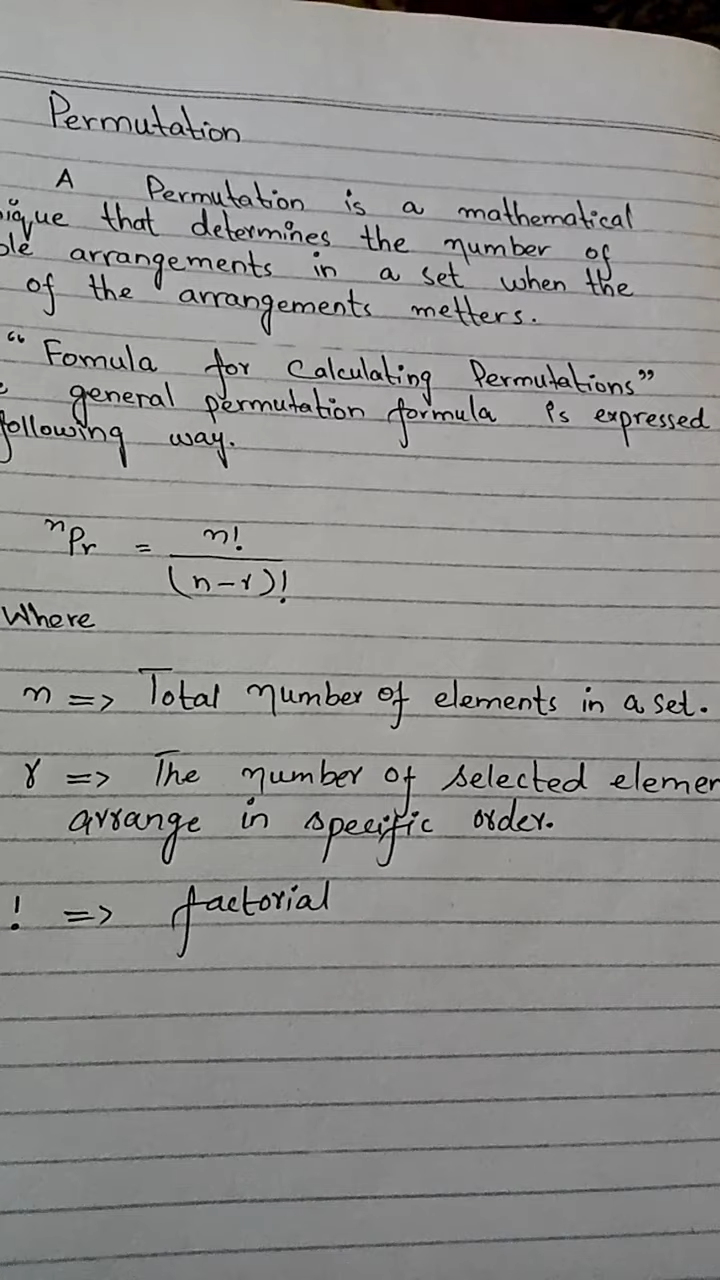 Permutation
A Permutation is a mathematical
ique that determines the number of
ble arrangements in a set when the
of the arrangements metters.
"Fomula for Calculating Permutations"
general permutation formula is expressed
following way.
ⁿPr = n! / (n-r)!
Where
n => Total number of elements in a set.
r => The number of selected elemen
arrange in specific order.
! => factorial